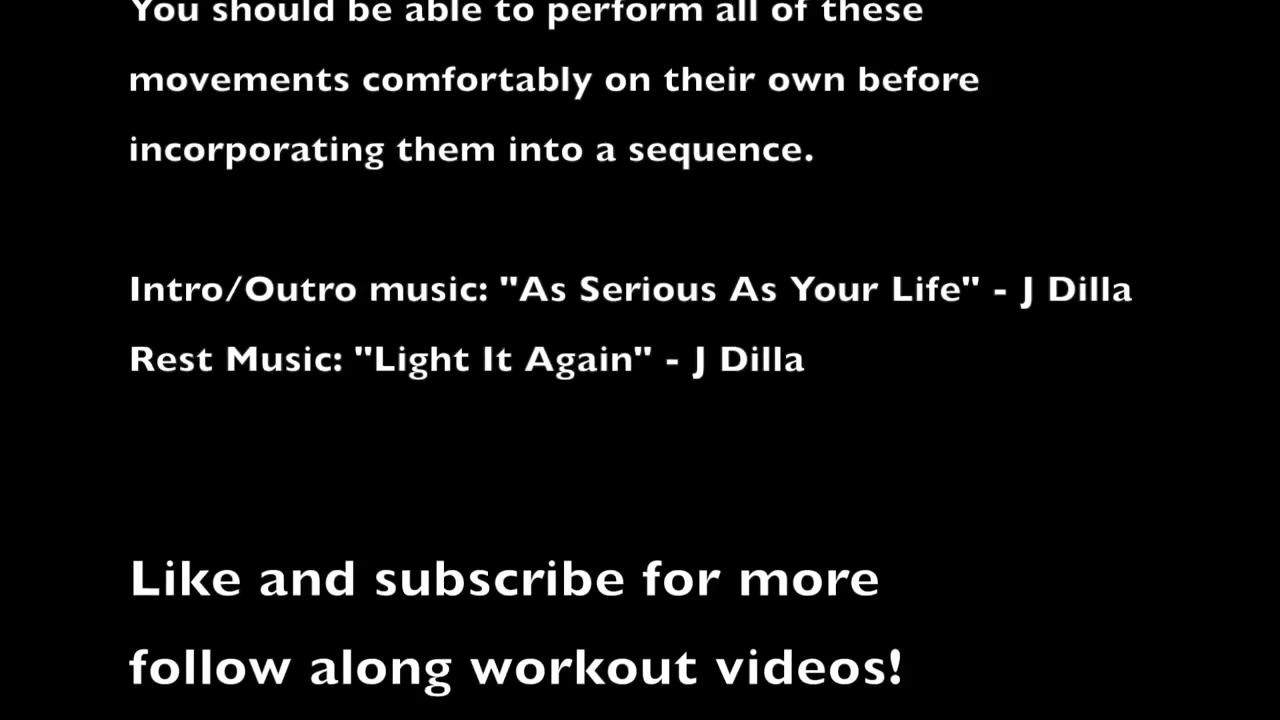 You should be able to perform all of these
movements comfortably on their own before
incorporating them into a sequence.
Intro/Outro music: "As Serious As Your Life" - J Dilla
Rest Music: "Light It Again" - J Dilla
Like and subscribe for more
follow along workout videos!